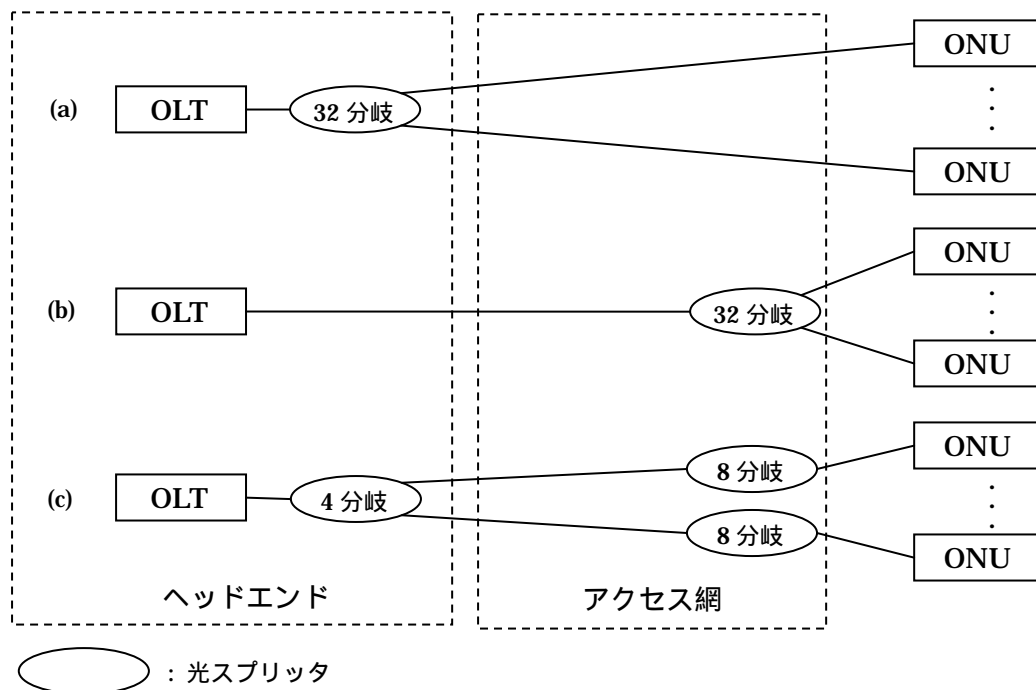 ONU
(a) OLT 32 分岐
ONU
ONU
(b) OLT 32 分岐
ONU
ONU
8 分岐
(c) OLT 4 分岐
8 分岐
ONU
ヘッドエンド アクセス網
: 光スプリッタ